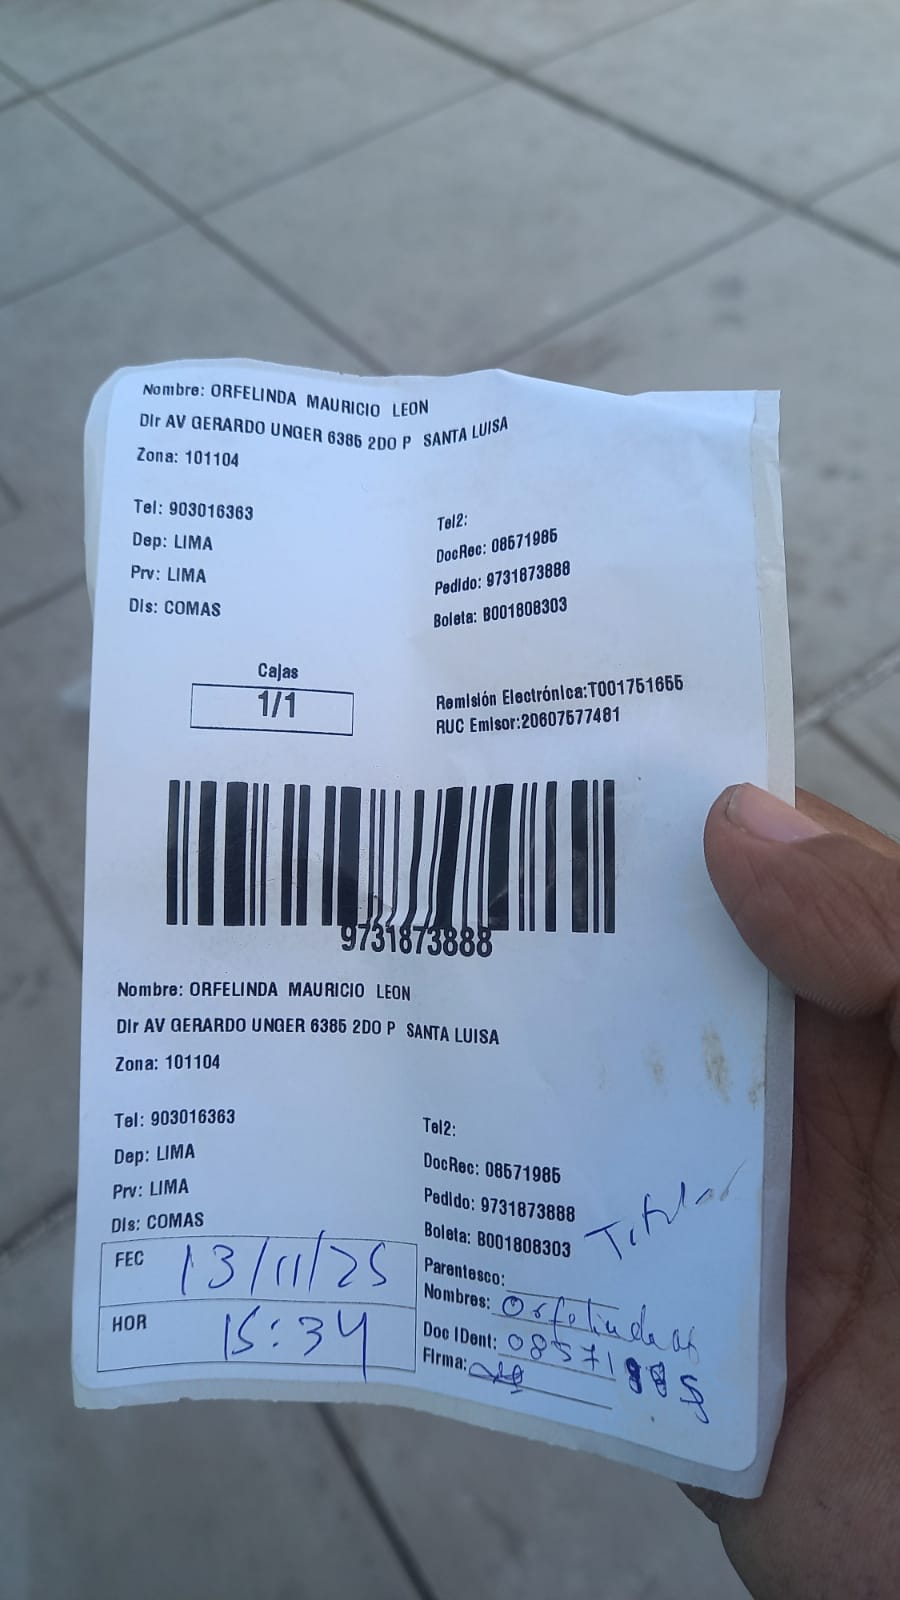 Nombre: ORFELINDA MAURICIO LEON
Dir AV GERARDO UNGER 6385 2DO P SANTA LUISA
Zona: 101104
Tel: 903016363
Tel2:
Dep: LIMA
DocRec: 08571985
Prv: LIMA
Pedido: 9731873888
Dis: COMAS
Boleta: B001808303
Cajas
1/1
Remisión Electrónica:T001751655
RUC Emisor:20607577481
9731873888
Nombre: ORFELINDA MAURICIO LEON
Dir AV GERARDO UNGER 6385 2DO P SANTA LUISA
Zona: 101104
Tel: 903016363
Tel2:
Dep: LIMA
DocRec: 08571985
Prv: LIMA
Pedido: 9731873888
Dis: COMAS
Boleta: B001808303
Titular
FEC 13/11/25
Parentesco:
Nombres: Orfelinda
HOR 15:34
Doc IDent: 08571
Firma: